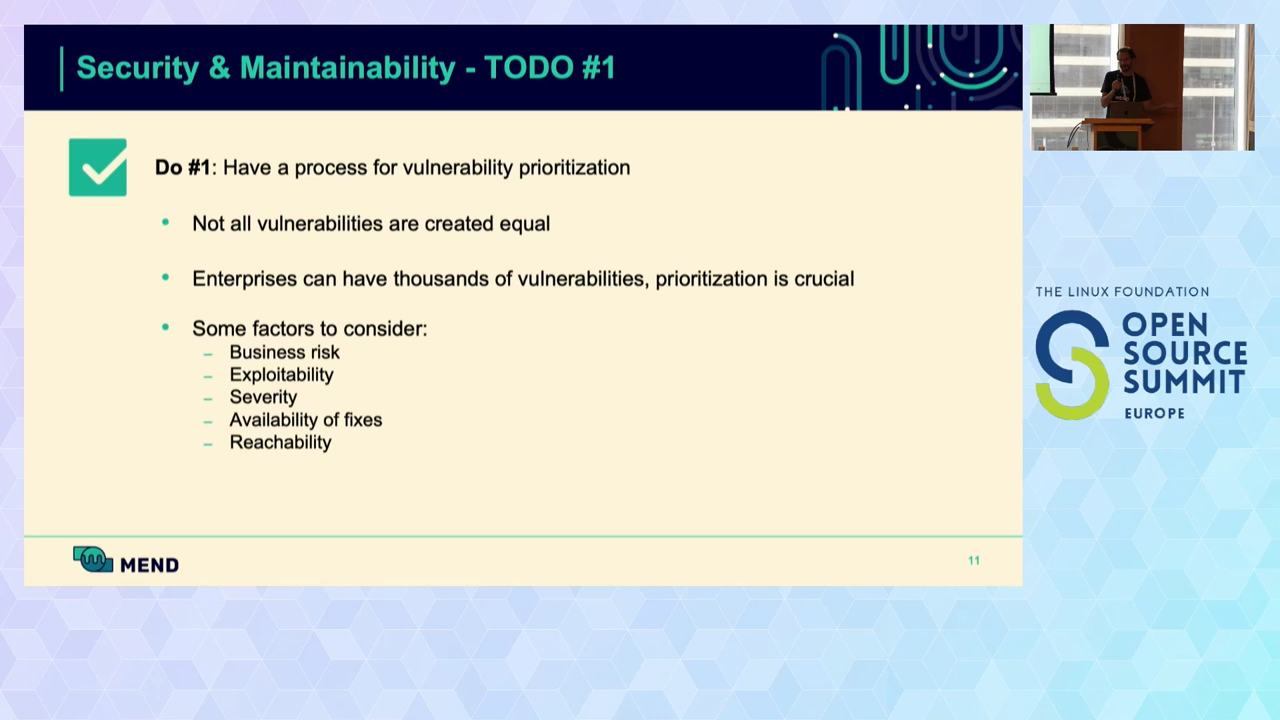 Security & Maintainability - TODO #1
Do #1: Have a process for vulnerability prioritization
• Not all vulnerabilities are created equal
• Enterprises can have thousands of vulnerabilities, prioritization is crucial
• Some factors to consider:
– Business risk
– Exploitability
– Severity
– Availability of fixes
– Reachability
MEND
11
THE LINUX FOUNDATION
OPEN
SOURCE
SUMMIT
EUROPE